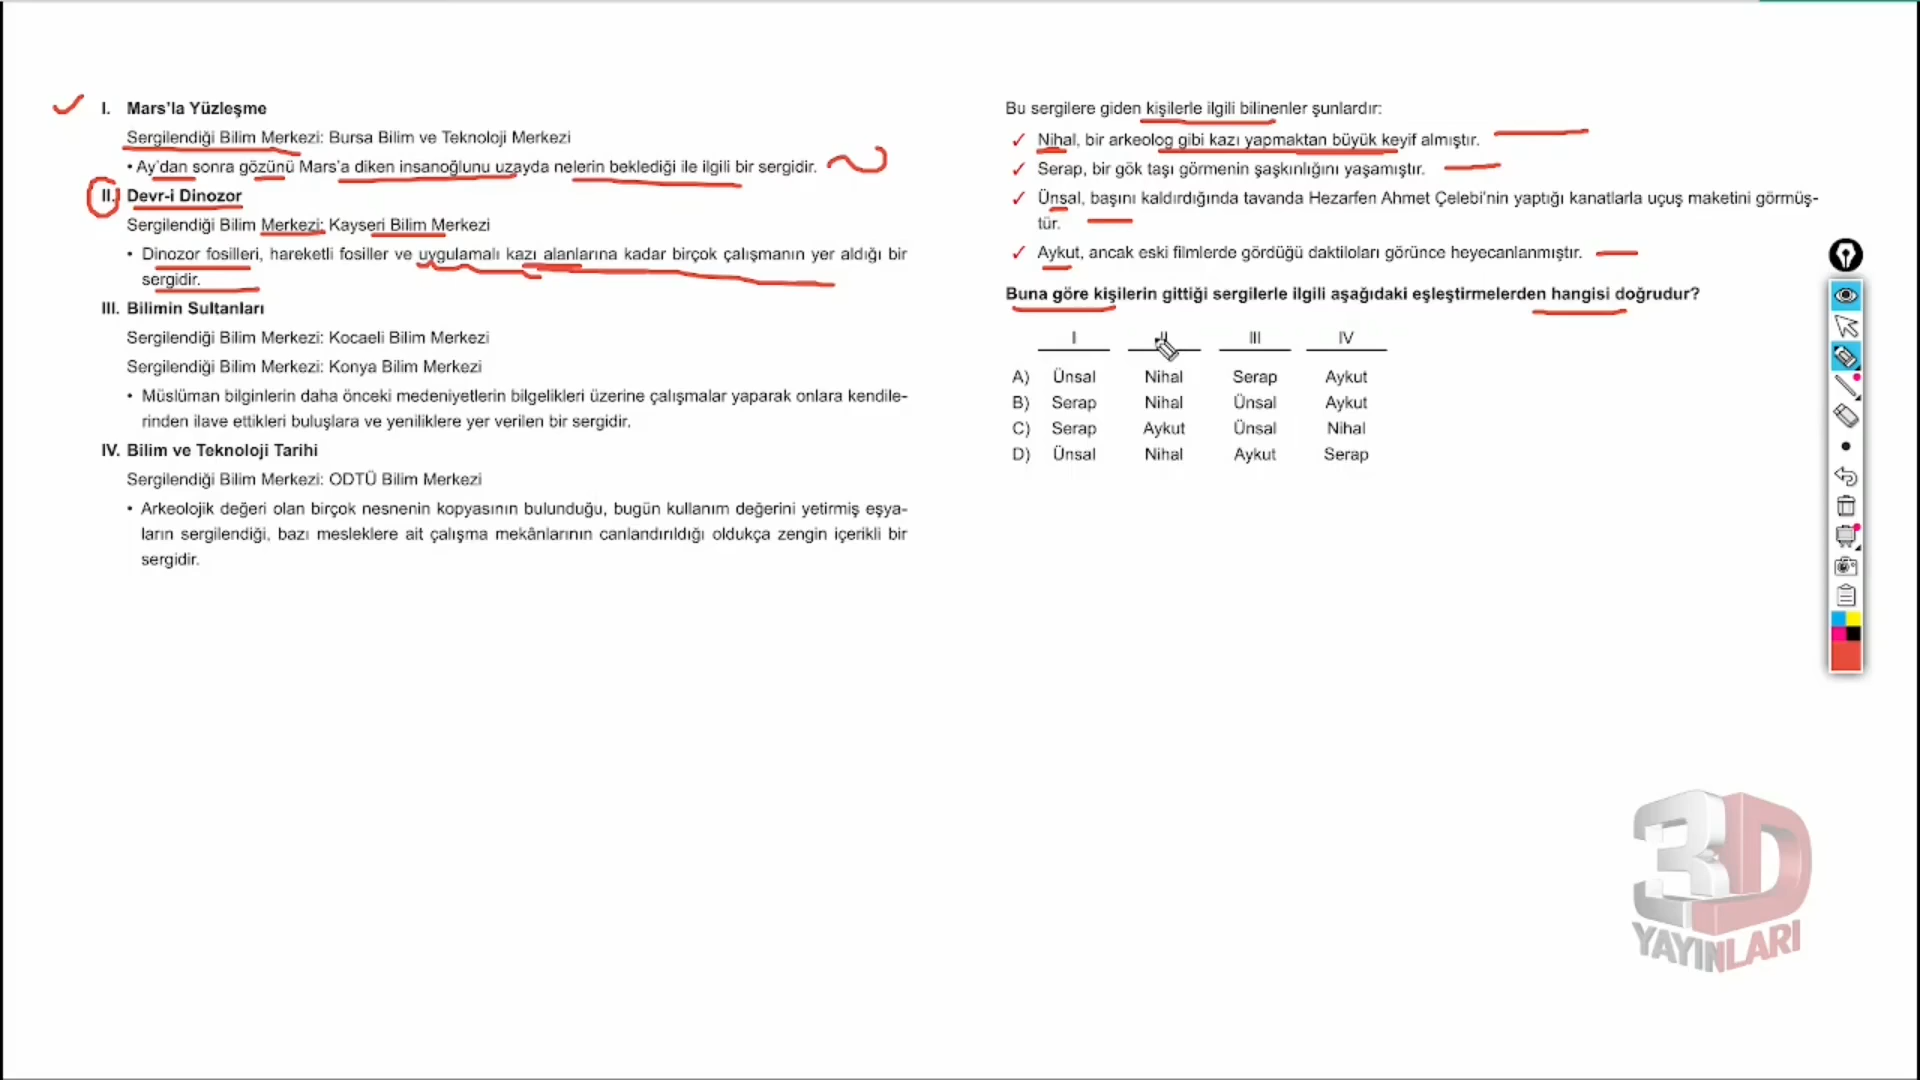 I. Mars'la Yüzleşme
Sergilendiği Bilim Merkezi: Bursa Bilim ve Teknoloji Merkezi
• Ay'dan sonra gözünü Mars'a diken insanoğlunu uzayda nelerin beklediği ile ilgili bir sergidir.
II. Devr-i Dinozor
Sergilendiği Bilim Merkezi: Kayseri Bilim Merkezi
• Dinozor fosilleri, hareketli fosiller ve uygulamalı kazı alanlarına kadar birçok çalışmanın yer aldığı bir
sergidir.
III. Bilimin Sultanları
Sergilendiği Bilim Merkezi: Kocaeli Bilim Merkezi
Sergilendiği Bilim Merkezi: Konya Bilim Merkezi
• Müslüman bilginlerin daha önceki medeniyetlerin bilgelikleri üzerine çalışmalar yaparak onlara kendile-
rinden ilave ettikleri buluşlara ve yeniliklere yer verilen bir sergidir.
IV. Bilim ve Teknoloji Tarihi
Sergilendiği Bilim Merkezi: ODTÜ Bilim Merkezi
• Arkeolojik değeri olan birçok nesnenin kopyasının bulunduğu, bugün kullanım değerini yetirmiş eşya-
ların sergilendiği, bazı mesleklere ait çalışma mekânlarının canlandırıldığı oldukça zengin içerikli bir
sergidir.
Bu sergilere giden kişilerle ilgili bilinenler şunlardır:
✓ Nihal, bir arkeolog gibi kazı yapmaktan büyük keyif almıştır.
✓ Serap, bir gök taşı görmenin şaşkınlığını yaşamıştır.
✓ Ünsal, başını kaldırdığında tavanda Hezarfen Ahmet Çelebi'nin yaptığı kanatlarla uçuş maketini görmüş-
tür.
✓ Aykut, ancak eski filmlerde gördüğü daktiloları görünce heyecanlanmıştır.
Buna göre kişilerin gittiği sergilerle ilgili aşağıdaki eşleştirmelerden hangisi doğrudur?
I II III IV
A) Ünsal Nihal Serap Aykut
B) Serap Nihal Ünsal Aykut
C) Serap Aykut Ünsal Nihal
D) Ünsal Nihal Aykut Serap
3D
YAYINLARI